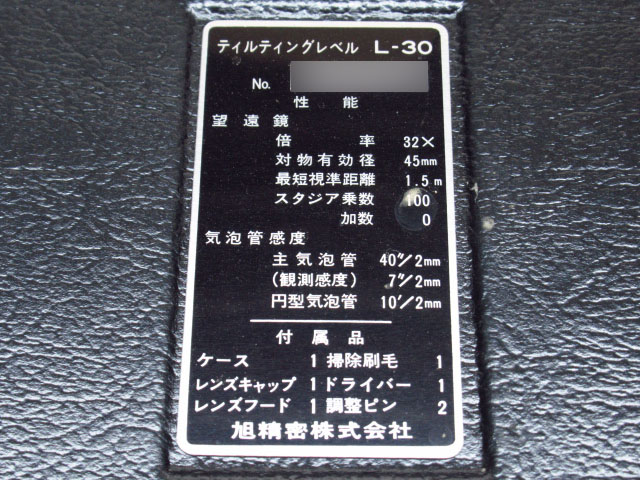 ティルティングレベル L-30
No.
性能
望遠鏡
倍率 32×
対物有効径 45mm
最短視準距離 1.5m
スタジア乗数 100
加数 0
気泡管感度
主気泡管 40″/2mm
(観測感度) 7″/2mm
円型気泡管 10′/2mm
付属品
ケース 1 掃除刷毛 1
レンズキャップ 1 ドライバー 1
レンズフード 1 調整ピン 2
旭精密株式会社